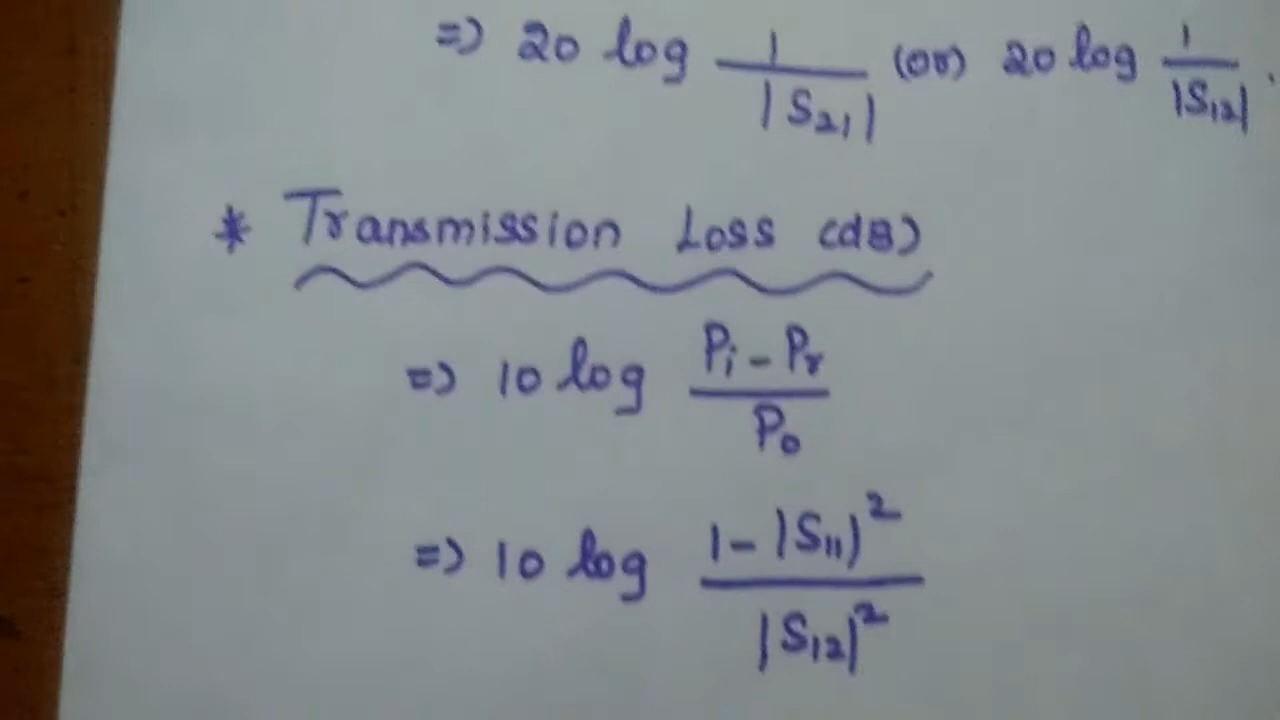 => 20 log 1/|S₂₁| (or) 20 log 1/|S₁₂|.
* Transmission Loss (dB)
=> 10 log Pi - Pr / P₀
=> 10 log 1 - |S₁₁|² / |S₁₂|²